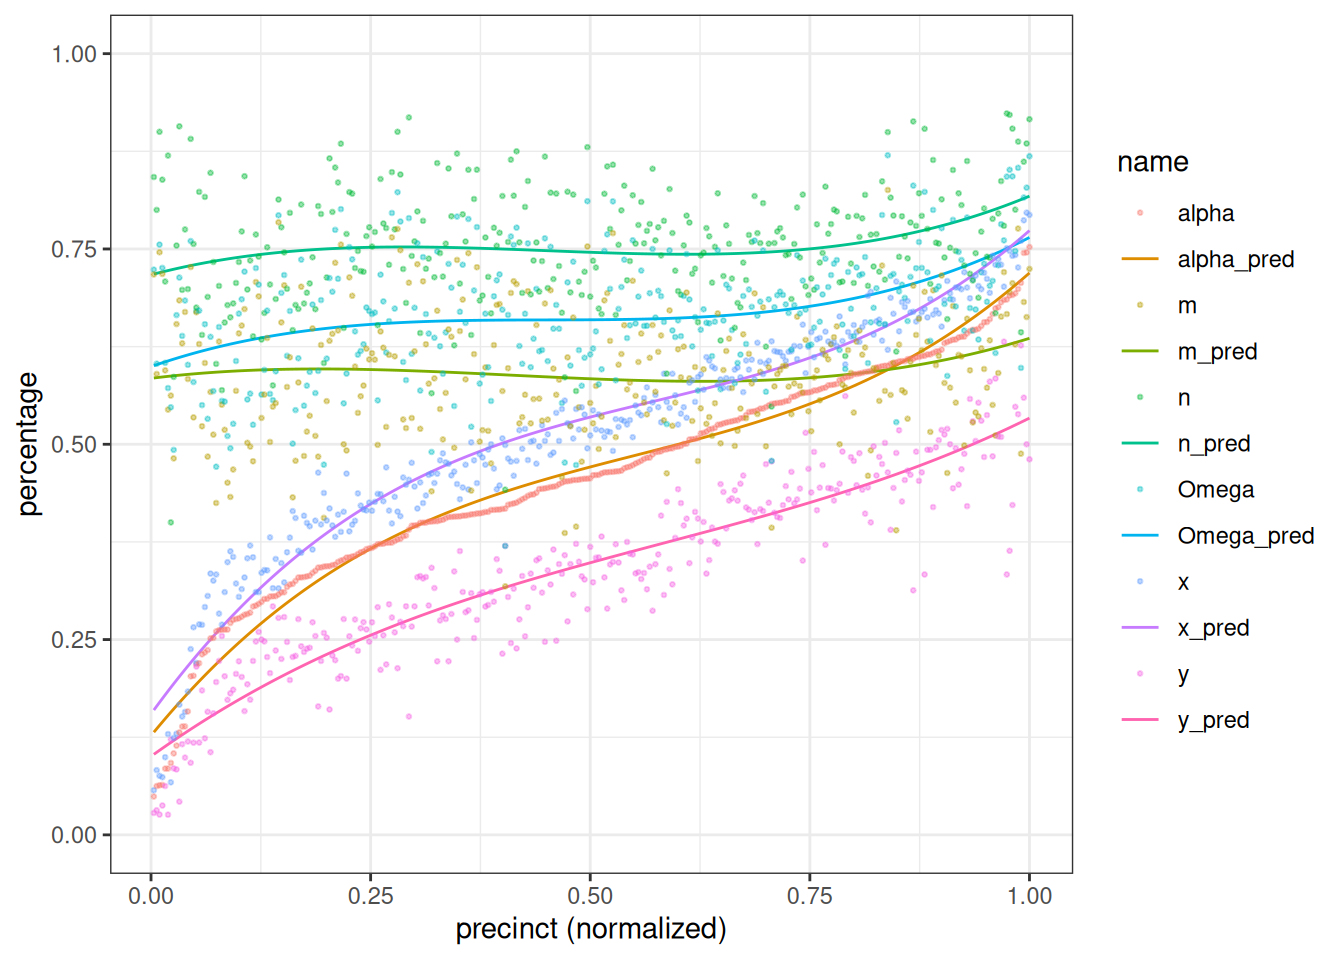 1.00
0.75
0.50
0.25
0.00
percentage
0.00
0.25
0.50
0.75
1.00
precinct (normalized)
name
alpha
alpha_pred
m
m_pred
n
n_pred
Omega
Omega_pred
x
x_pred
y
y_pred